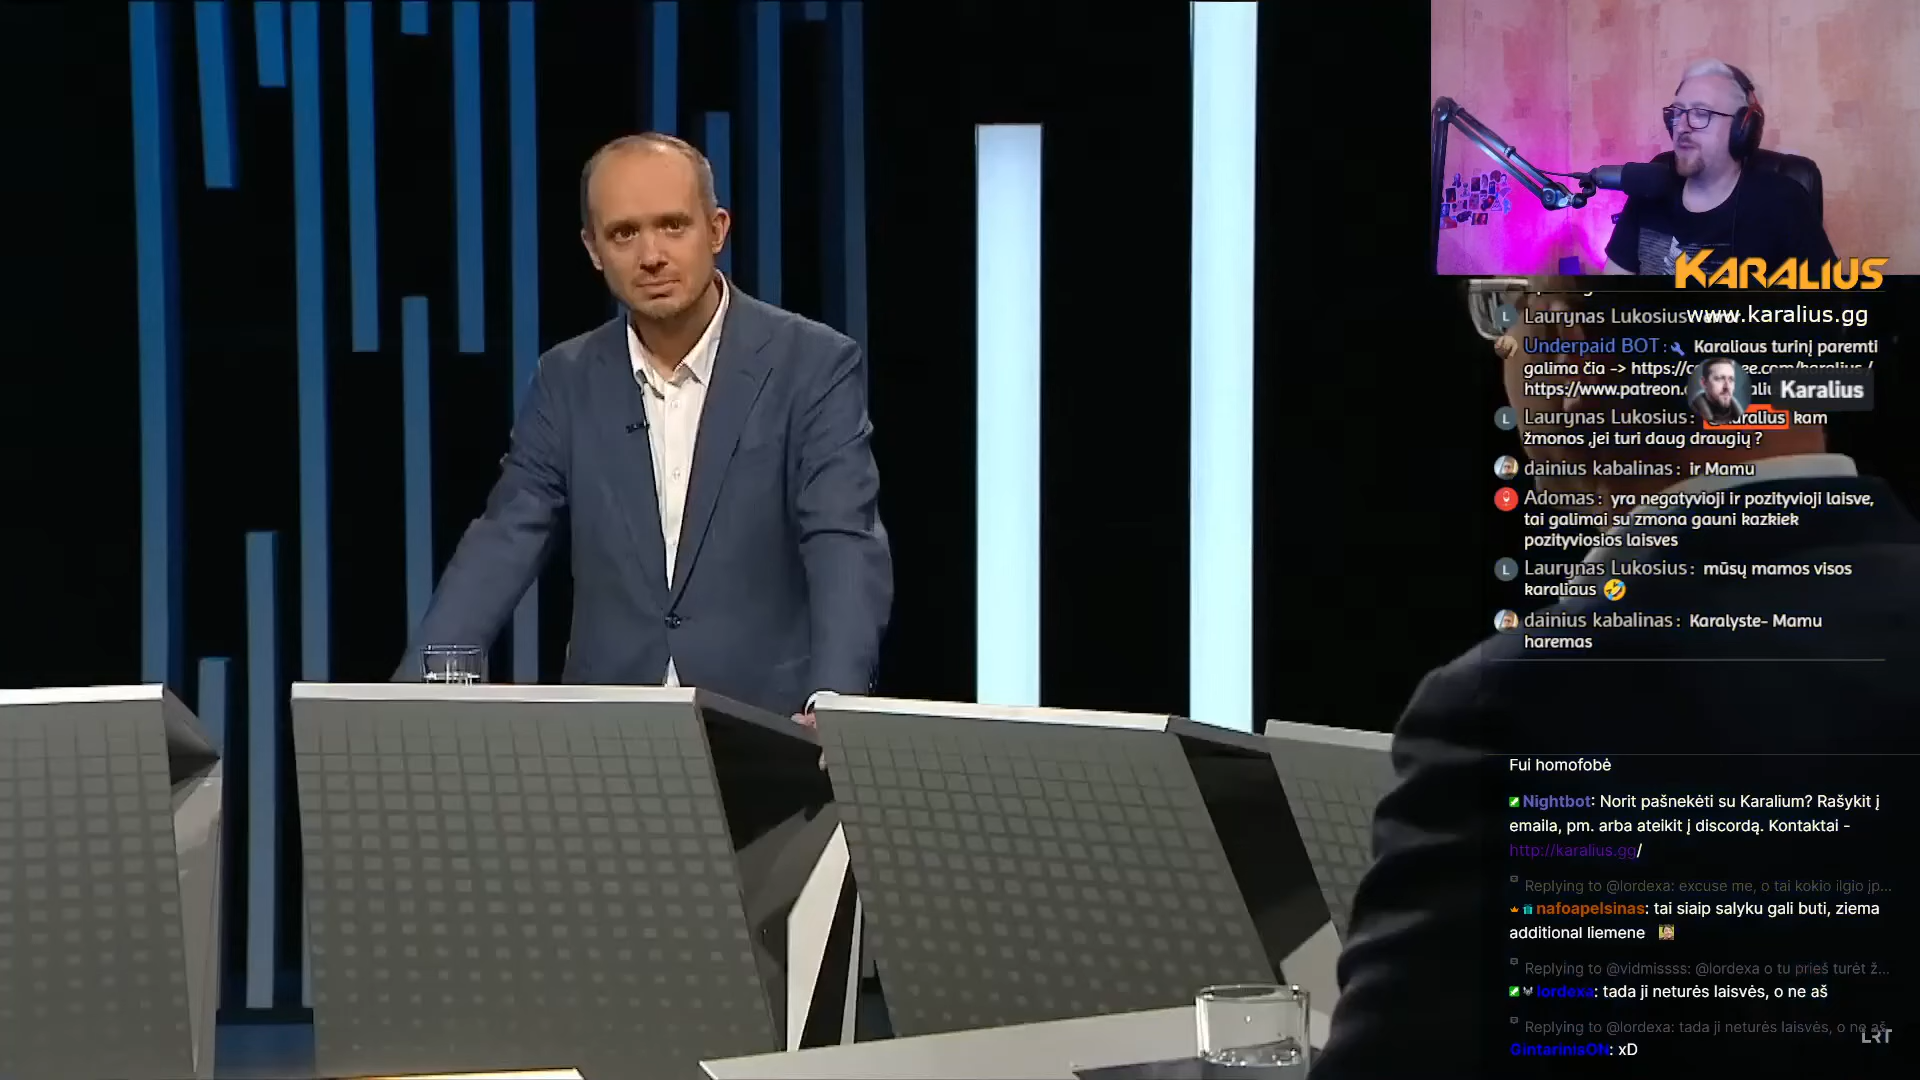 KARALIUS
www.karalius.gg
Laurynas Lukosius:
Underpaid BOT: Karaliaus turinį paremti
galima čia ->
https://www.patreon.
Karalius
Laurynas Lukosius: kam
žmonos ,jei turi daug draugių ?
dainius kabalinas: ir Mamu
Adomas: yra negatyvioji ir pozityvioji laisve,
tai galimai su zmona gauni kazkiek
pozityviosios laisves
Laurynas Lukosius: mūsų mamos visos
karaliaus 🤣
dainius kabalinas: Karalyste- Mamu
haremas
Fui homofobė
Nightbot: Norit pašnekėti su Karalium? Rašykit į
emaila, pm. arba ateikit į discordą. Kontaktai -
http://karalius.gg/
Replying to @lordexa: excuse me, o tai kokio ilgio įp...
nafoapelsinas: tai siaip salyku gali buti, ziema
additional liemene
Replying to @vidmissss: @lordexa o tu prieš turėt ž...
lordexa: tada ji neturės laisvės, o ne aš
Replying to @lordexa: tada ji neturės laisvės, o ne aš
LRT
GintarinisON: xD